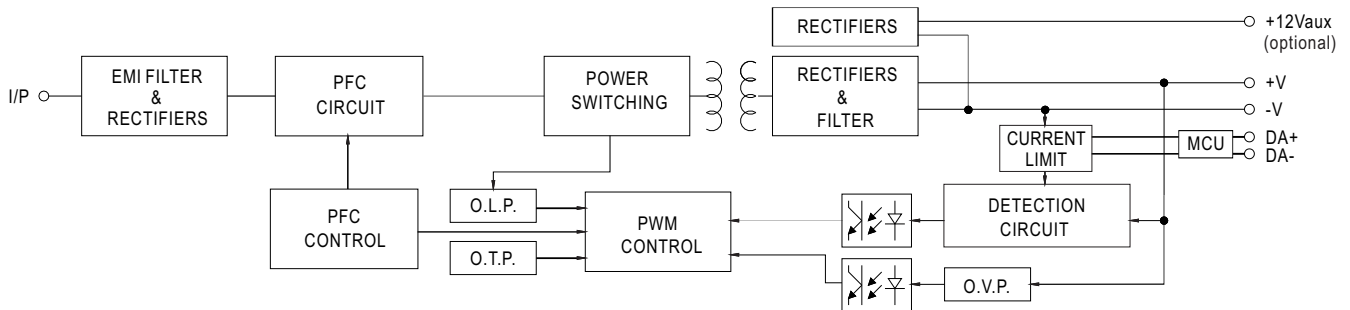 RECTIFIERS
+12Vaux
(optional)
I/P
EMI FILTER
&
RECTIFIERS
PFC
CIRCUIT
POWER
SWITCHING
RECTIFIERS
&
FILTER
+V
-V
CURRENT
LIMIT
MCU
DA+
DA-
PFC
CONTROL
O.L.P.
O.T.P.
PWM
CONTROL
DETECTION
CIRCUIT
O.V.P.